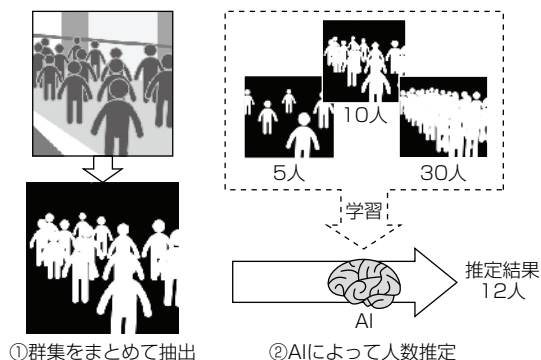 10人
5人
30人
学習
推定結果
12人
AI
①群集をまとめて抽出
②AIによって人数推定